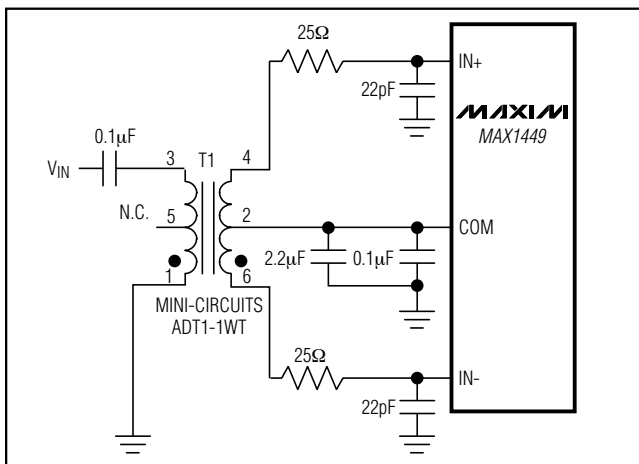 25Ω
IN+
22pF
MAXIM
MAX1449
0.1µF
3
T1
4
VIN
N.C.
5
2
COM
2.2µF
0.1µF
1
6
MINI-CIRCUITS
ADT1-1WT
25Ω
IN-
22pF